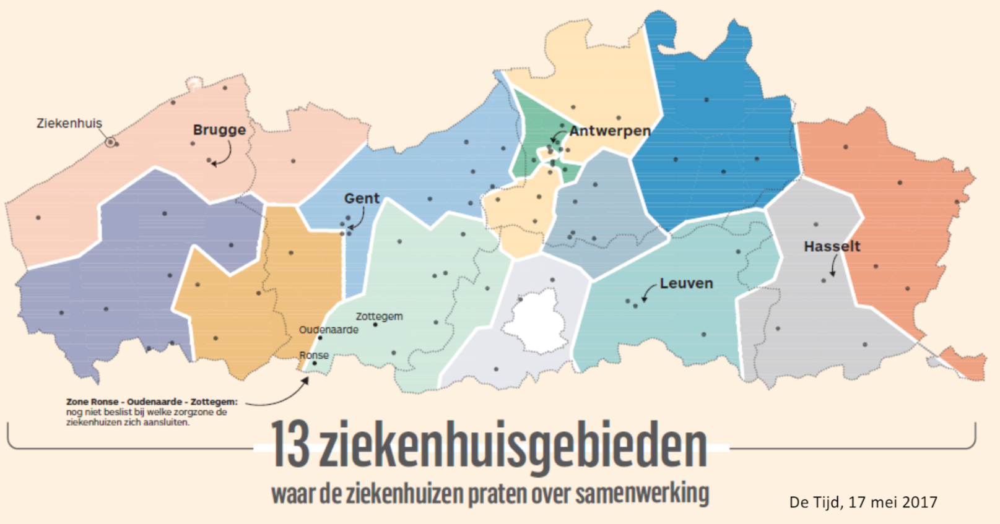 Ziekenhuis
Brugge
Antwerpen
Gent
Hasselt
Leuven
Zottegem
Oudenaarde
Ronse
Zone Ronse - Oudenaarde - Zottegem:
nog niet beslist bij welke zorgzone de
ziekenhuizen zich aansluiten.
13 ziekenhuisgebieden
waar de ziekenhuizen praten over samenwerking
De Tijd, 17 mei 2017